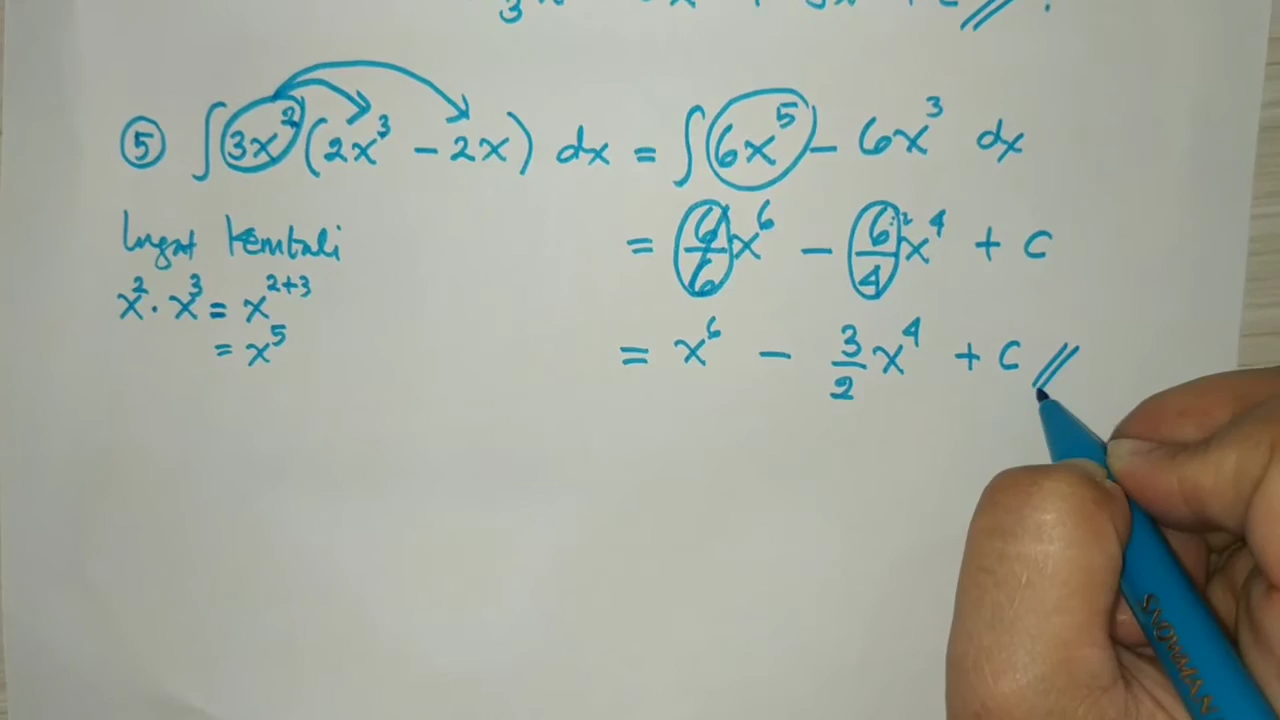 ⑤ ∫ 3x² (2x³ − 2x) dx = ∫ 6x⁵ − 6x³ dx
= 6/6 x⁶ − 6/4 x⁴ + C
= x⁶ − 3/2 x⁴ + C //
Ingat kembali
x² · x³ = x²⁺³
= x⁵
SNOWMAN